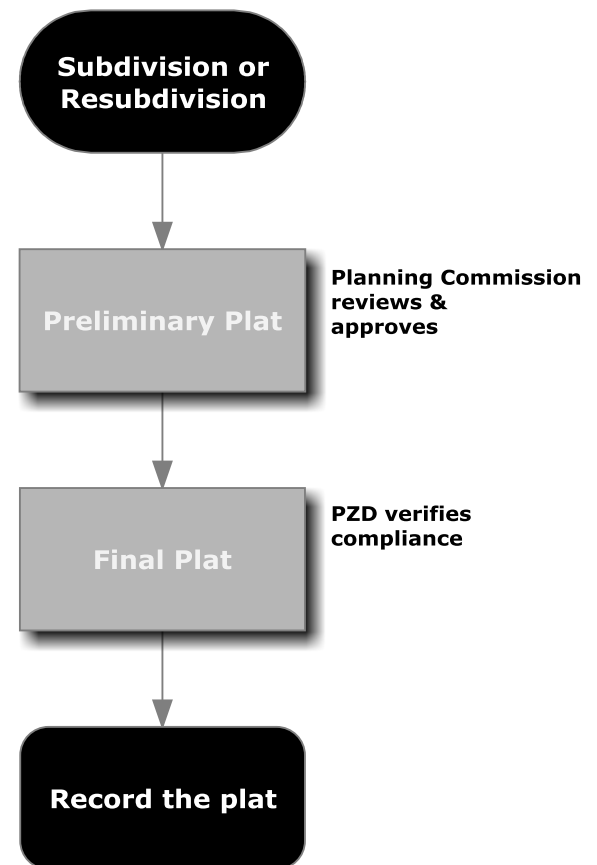 Subdivision or
Resubdivision
Preliminary Plat
Planning Commission
reviews &
approves
Final Plat
PZD verifies
compliance
Record the plat